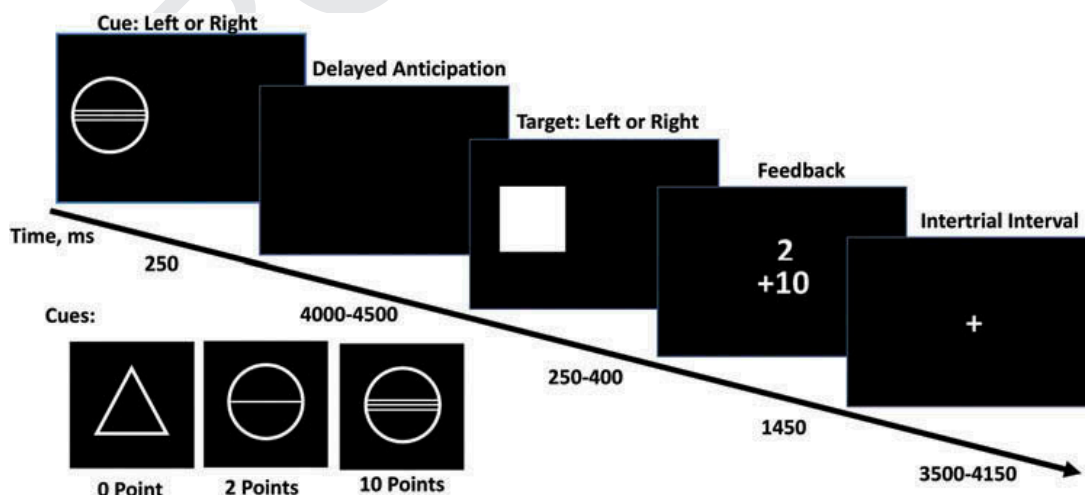 Cue: Left or Right
Delayed Anticipation
Target: Left or Right
Feedback
2
+10
Intertrial Interval
+
Time, ms
250
4000-4500
250-400
1450
3500-4150
Cues:
0 Point
2 Points
10 Points